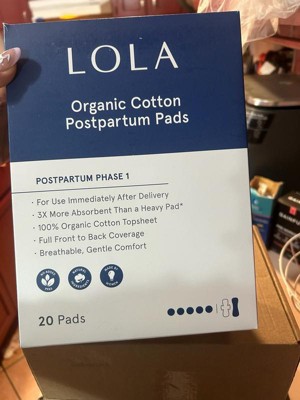 LOLA
Organic Cotton
Postpartum Pads
POSTPARTUM PHASE 1
· For Use Immediately After Delivery
· 3X More Absorbent Than a Heavy Pad*
· 100% Organic Cotton Topsheet
· Full Front to Back Coverage
· Breathable, Gentle Comfort
20 Pads